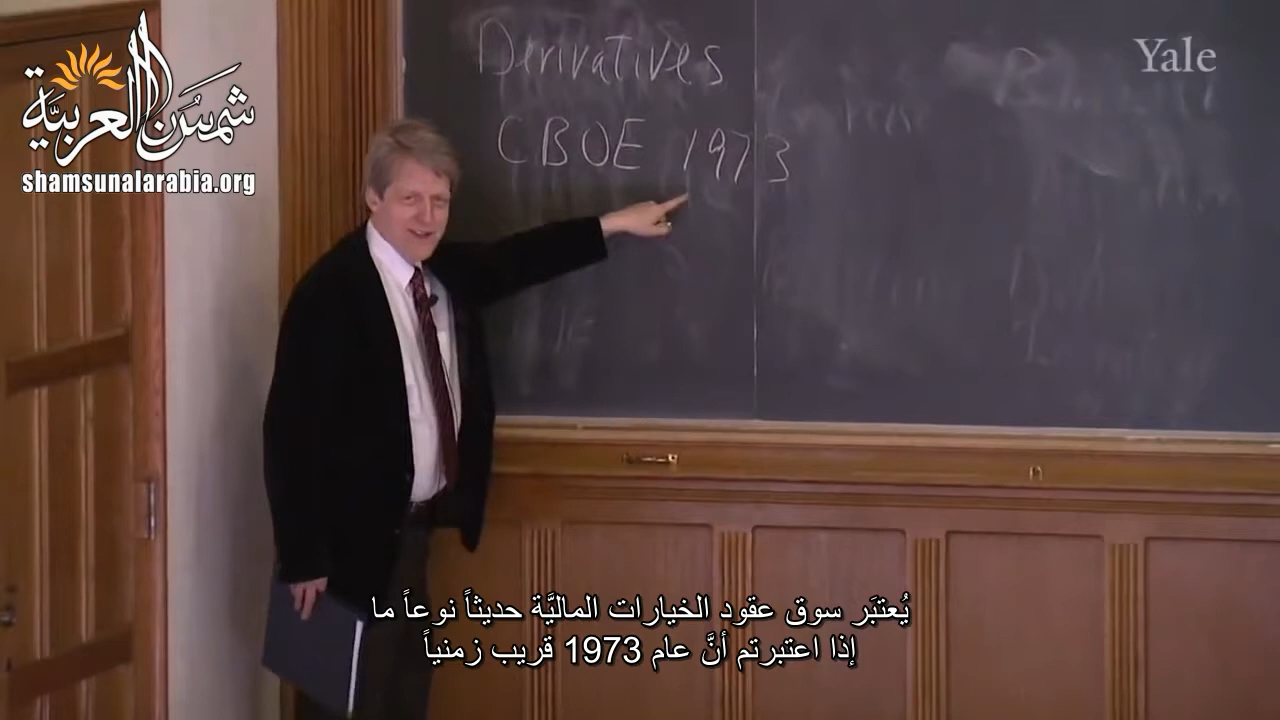 Derivatives
CBOE 1973
Yale
شمسُ العربيَّة
shamsunalarabia.org
يُعتبَر سوق عقود الخيارات الماليَّة حديثاً نوعاً ما
إذا اعتبرتم أنَّ عام 1973 قريب زمنياً